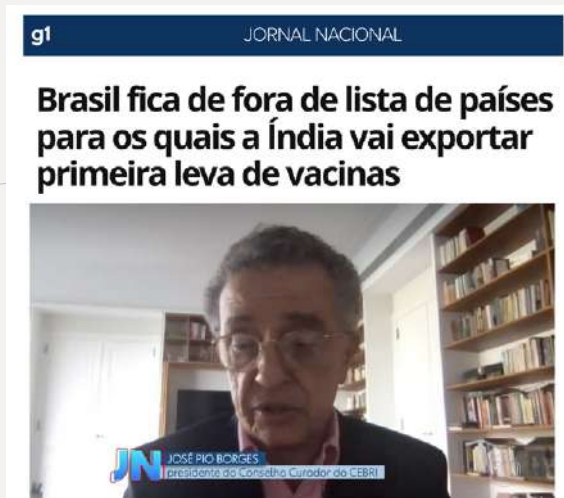 g1
JORNAL NACIONAL
Brasil fica de fora de lista de países
para os quais a Índia vai exportar
primeira leva de vacinas
JN
JOSÉ PIO BORGES
presidente do Conselho Curador do CEBRI